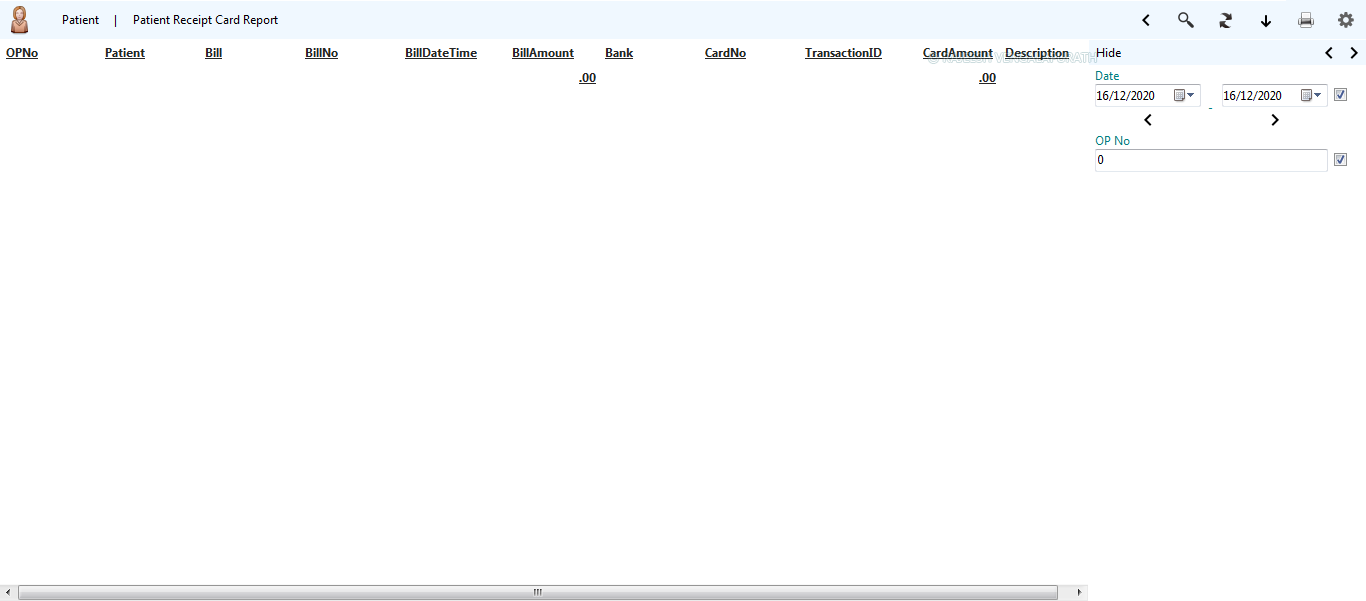 Patient | Patient Receipt Card Report
OPNo Patient Bill BillNo BillDateTime BillAmount Bank CardNo TransactionID CardAmount Description Hide
.00 .00
Date
16/12/2020 - 16/12/2020
OP No
0